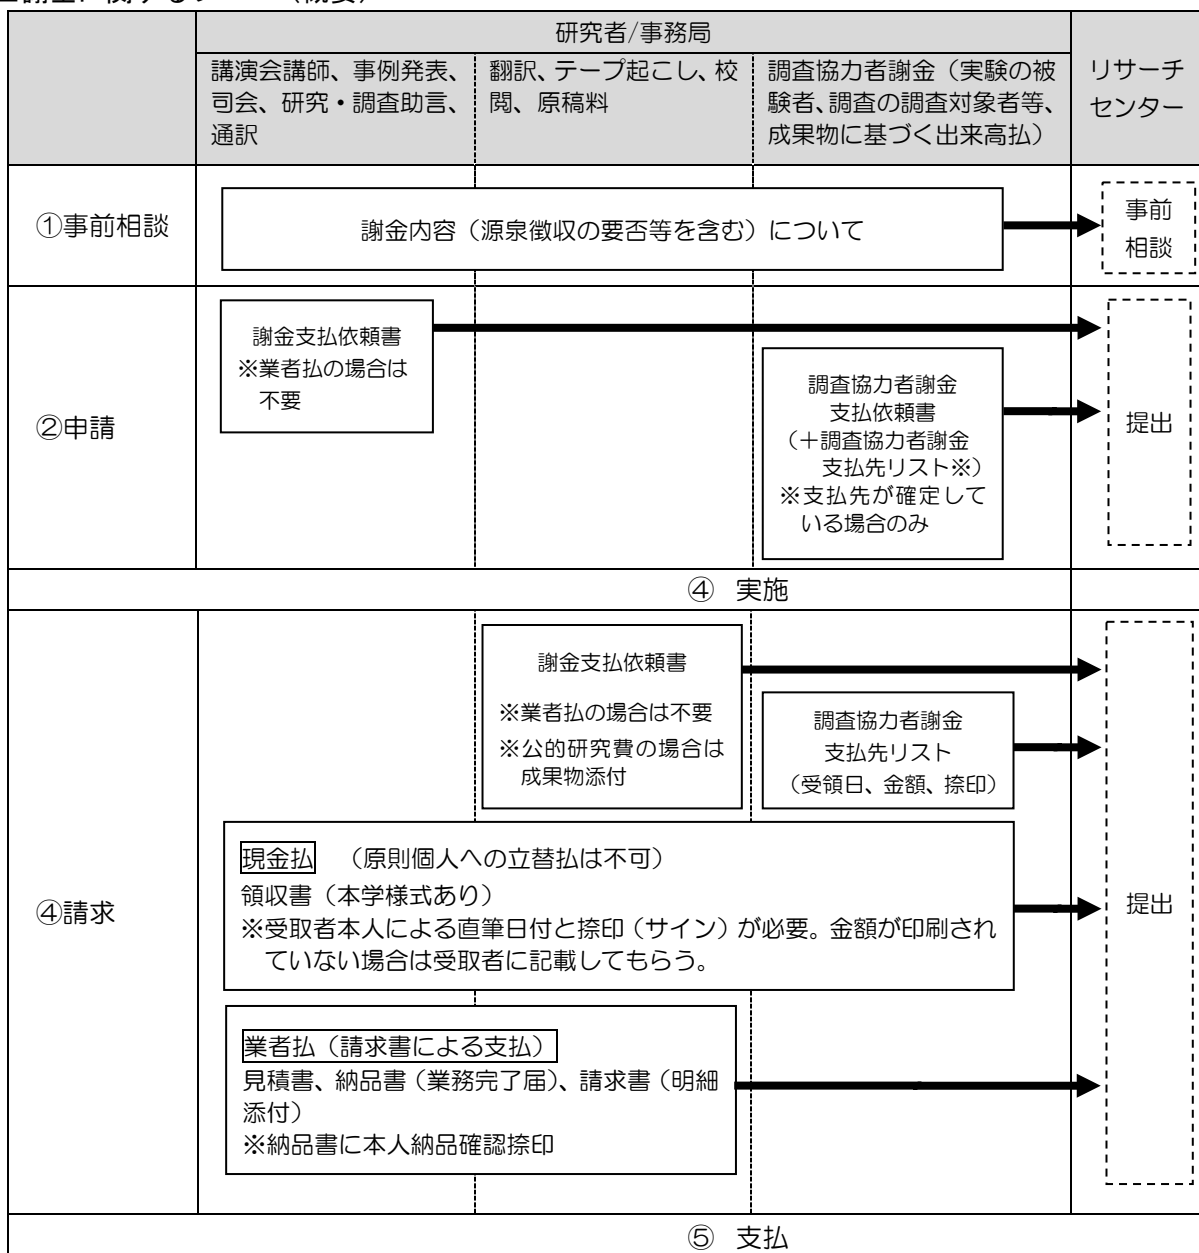 研究者/事務局
講演会講師、事例発表、
司会、研究・調査助言、
通訳
翻訳、テープ起こし、校
閲、原稿料
調査協力者謝金（実験の被
験者、調査の調査対象者等、
成果物に基づく出来高払）
リサーチ
センター
①事前相談
謝金内容（源泉徴収の要否等を含む）について
事前
相談
②申請
謝金支払依頼書
※業者払の場合は
不要
調査協力者謝金
支払依頼書
（＋調査協力者謝金
支払先リスト※）
※支払先が確定して
いる場合のみ
提出
④ 実施
④請求
謝金支払依頼書
※業者払の場合は不要
※公的研究費の場合は
成果物添付
調査協力者謝金
支払先リスト
（受領日、金額、捺印）
現金払 （原則個人への立替払は不可）
領収書（本学様式あり）
※受取者本人による直筆日付と捺印（サイン）が必要。金額が印刷され
ていない場合は受取者に記載してもらう。
業者払（請求書による支払）
見積書、納品書（業務完了届）、請求書（明細
添付）
※納品書に本人納品確認捺印
提出
⑤ 支払